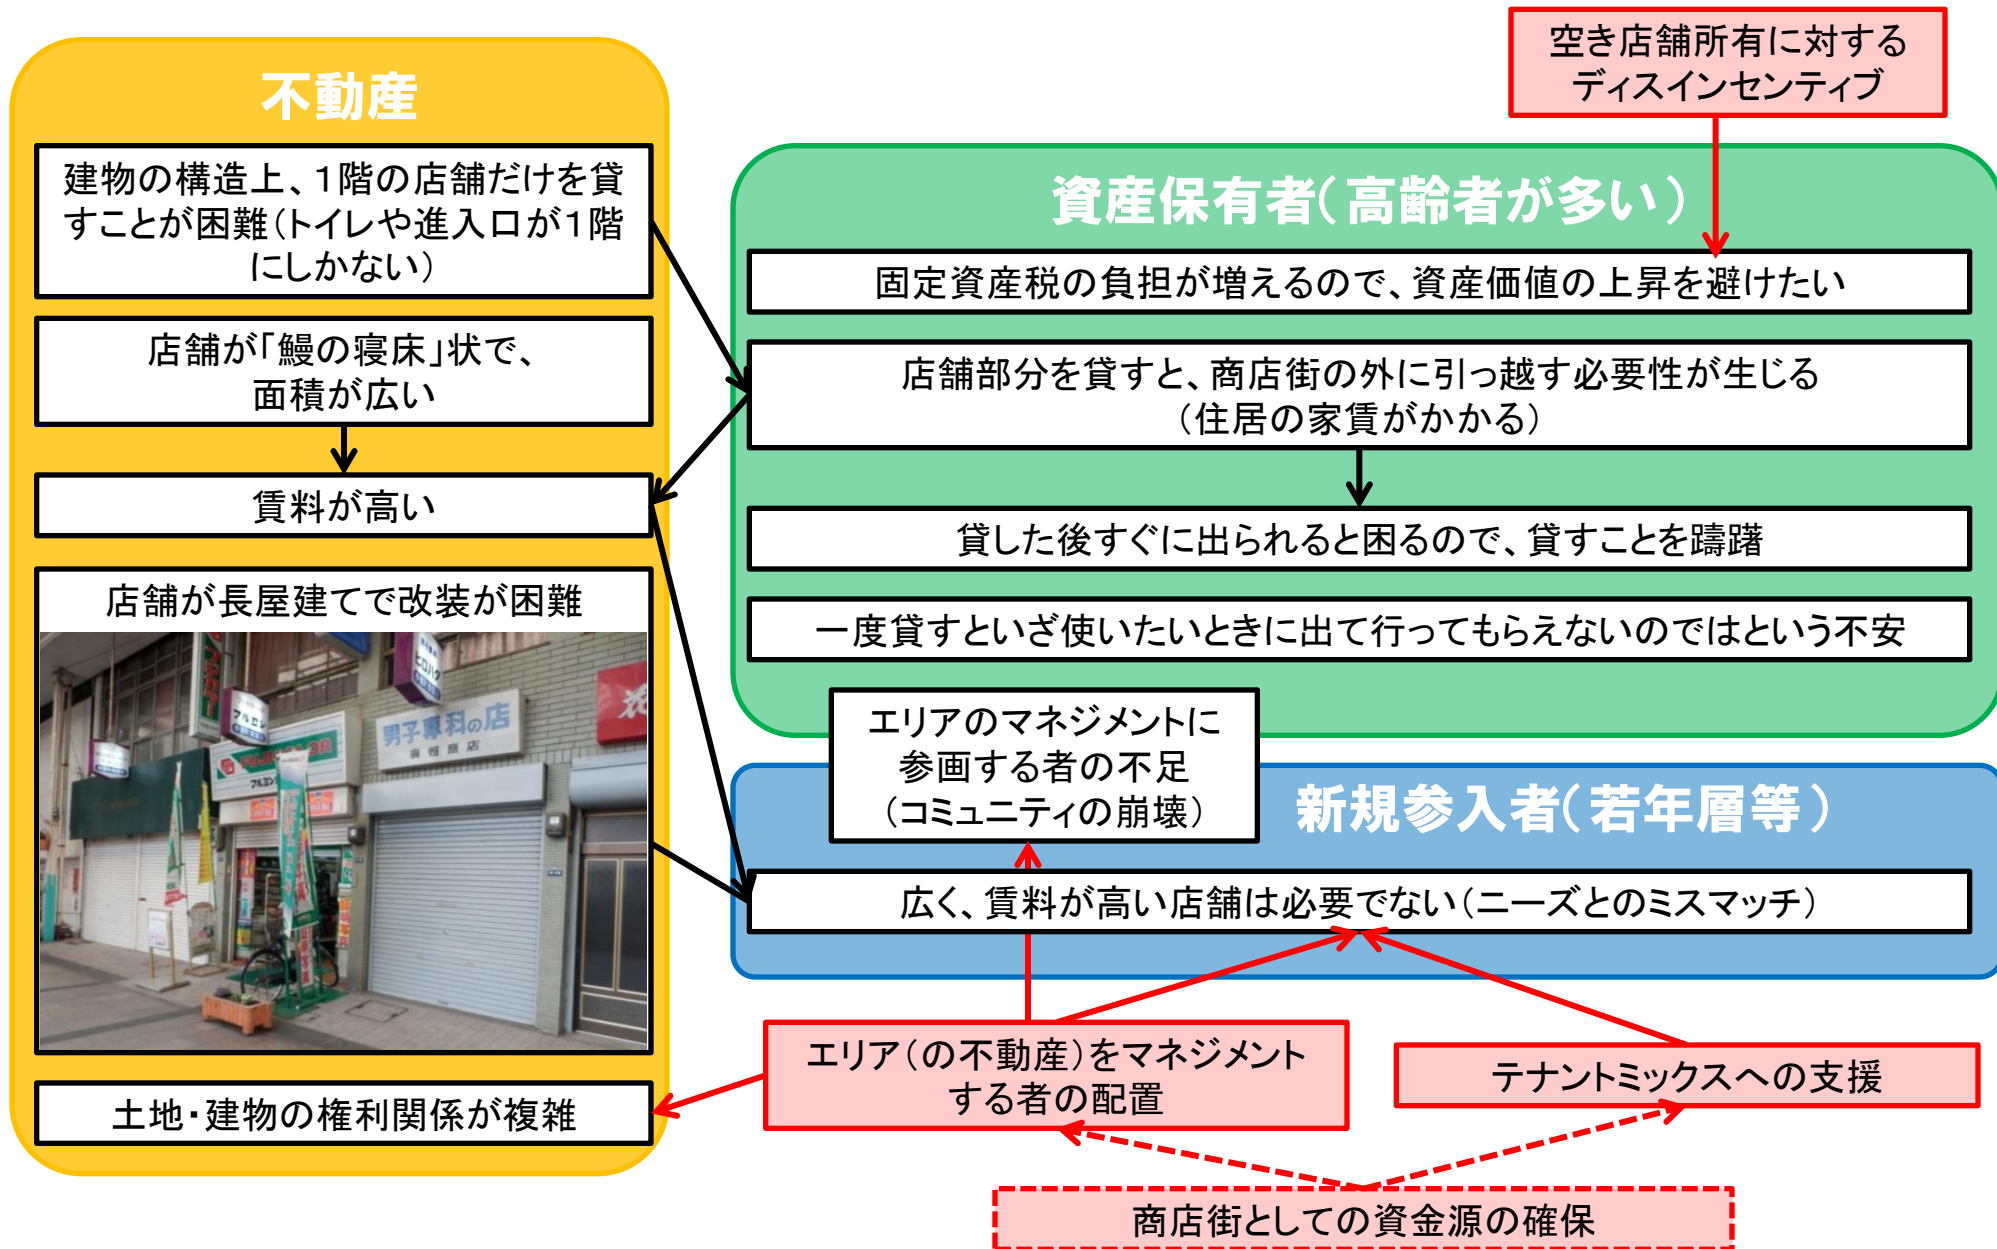 空き店舗所有に対する
ディスインセンティブ
不動産
建物の構造上、1階の店舗だけを貸
すことが困難(トイレや進入口が1階
にしかない)
店舗が「鰻の寝床」状で、
面積が広い
賃料が高い
店舗が長屋建てで改装が困難
ヒロハタ
マルヨシ
FUJICOLOR
男子專科の店
土地・建物の権利関係が複雑
資産保有者(高齢者が多い)
固定資産税の負担が増えるので、資産価値の上昇を避けたい
店舗部分を貸すと、商店街の外に引っ越す必要性が生じる
(住居の家賃がかかる)
貸した後すぐに出られると困るので、貸すことを躊躇
一度貸すといざ使いたいときに出て行ってもらえないのではという不安
エリアのマネジメントに
参画する者の不足
(コミュニティの崩壊)
新規参入者(若年層等)
広く、賃料が高い店舗は必要でない(ニーズとのミスマッチ)
エリア(の不動産)をマネジメント
する者の配置
テナントミックスへの支援
商店街としての資金源の確保